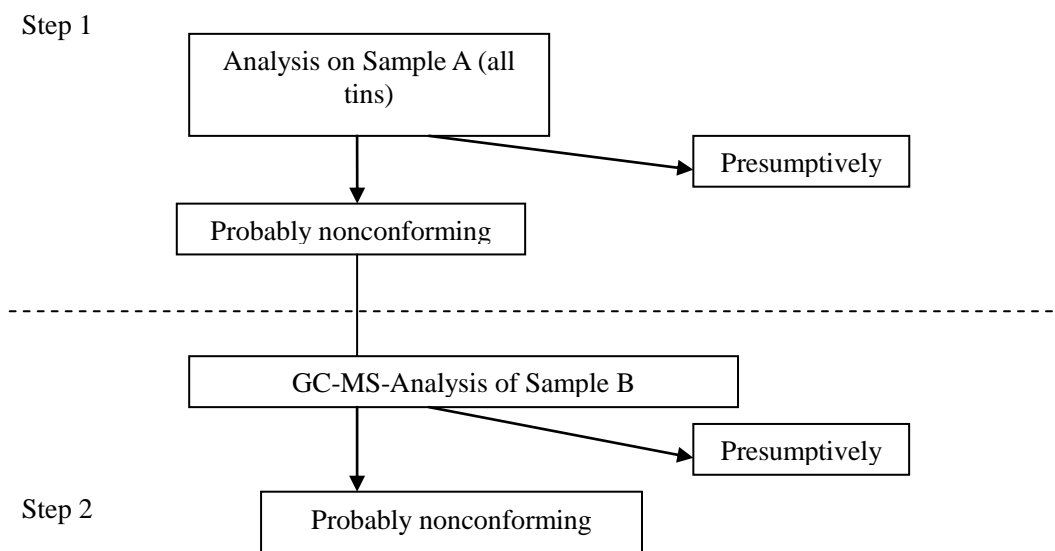 Step 1
Analysis on Sample A (all
tins)
Presumptively
Probably nonconforming
GC-MS-Analysis of Sample B
Presumptively
Step 2
Probably nonconforming